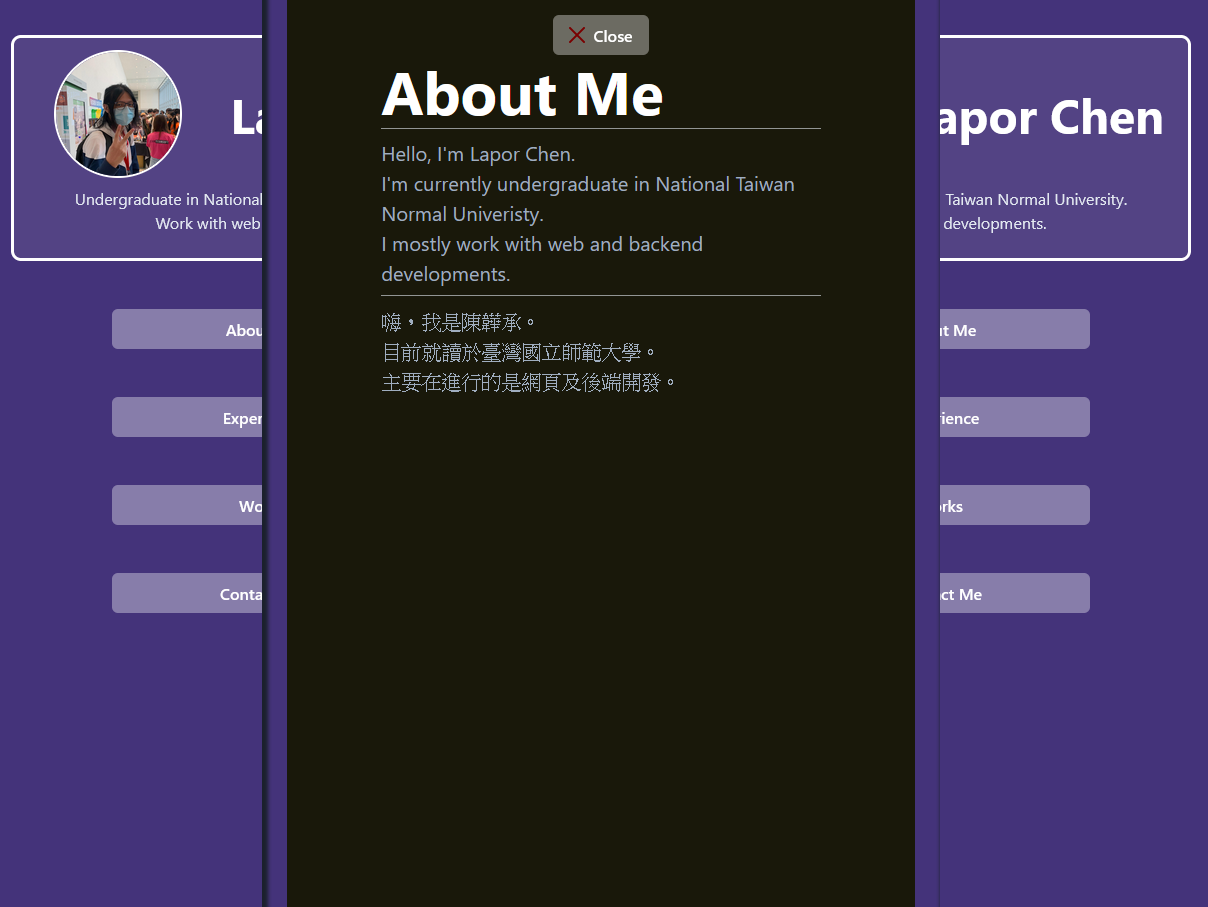 Close
About Me
Hello, I'm Lapor Chen.
I'm currently undergraduate in National Taiwan
Normal Univeristy.
I mostly work with web and backend
developments.
嗨，我是陳韡承。
目前就讀於臺灣國立師範大學。
主要在進行的是網頁及後端開發。
La
apor Chen
Undergraduate in National
Taiwan Normal University.
Work with web
developments.
Abou
t Me
Exper
ience
Wo
rks
Conta
ct Me